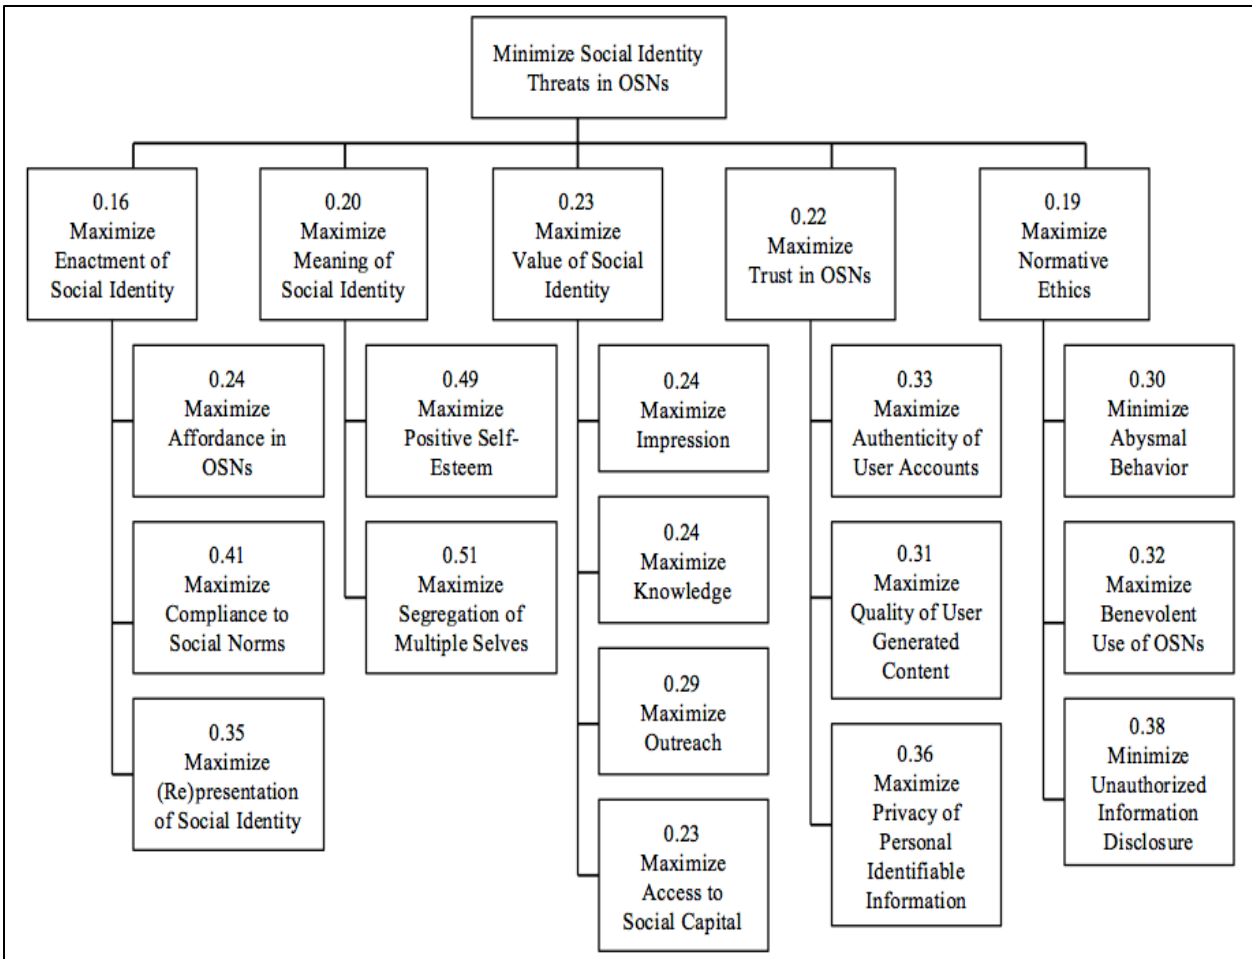 Minimize Social Identity
Threats in OSNs
0.16
Maximize
Enactment of
Social Identity
0.20
Maximize
Meaning of
Social Identity
0.23
Maximize
Value of Social
Identity
0.22
Maximize
Trust in OSNs
0.19
Maximize
Normative
Ethics
0.24
Maximize
Affordance in
OSNs
0.41
Maximize
Compliance to
Social Norms
0.35
Maximize
(Re)presentation
of Social Identity
0.49
Maximize
Positive Self-
Esteem
0.51
Maximize
Segregation of
Multiple Selves
0.24
Maximize
Impression
0.24
Maximize
Knowledge
0.29
Maximize
Outreach
0.23
Maximize
Access to
Social Capital
0.33
Maximize
Authenticity of
User Accounts
0.31
Maximize
Quality of User
Generated
Content
0.36
Maximize
Privacy of
Personal
Identifiable
Information
0.30
Minimize
Abysmal
Behavior
0.32
Maximize
Benevolent
Use of OSNs
0.38
Minimize
Unauthorized
Information
Disclosure